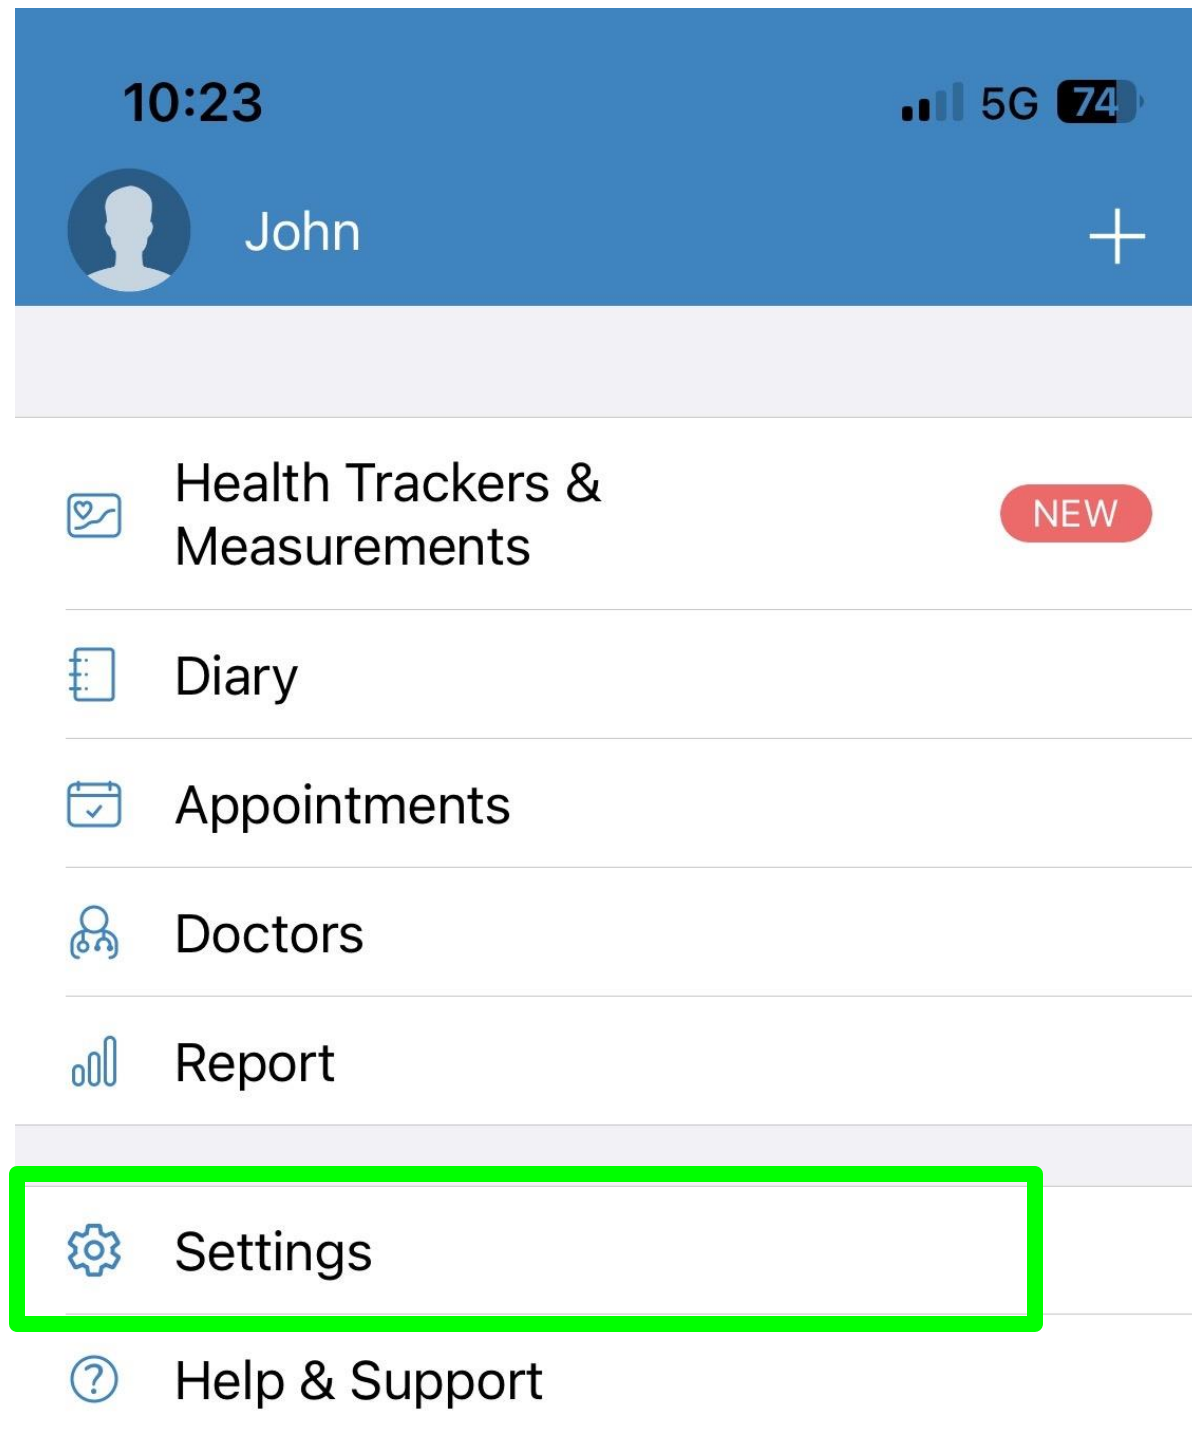 10:23 5G 74
John
Health Trackers &
Measurements
NEW
Diary
Appointments
Doctors
Report
Settings
Help & Support